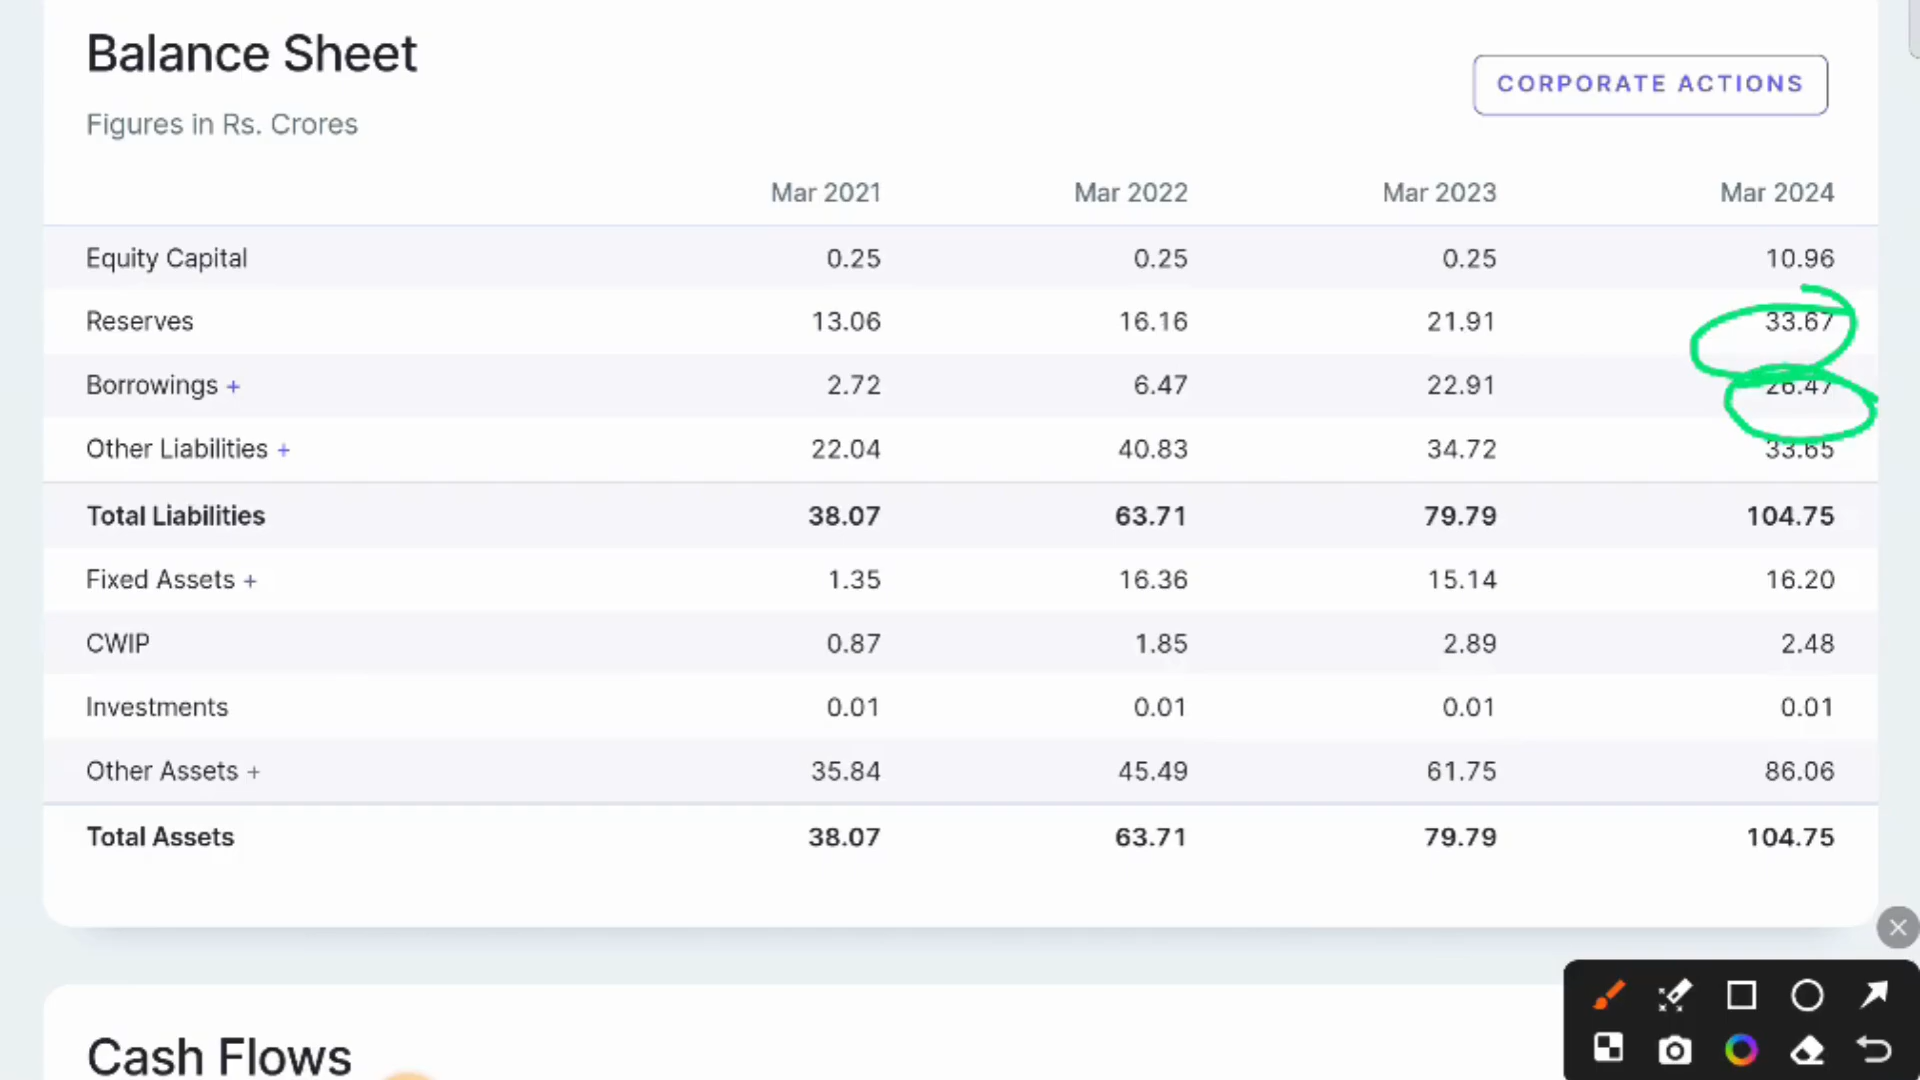 Balance Sheet
CORPORATE ACTIONS
Figures in Rs. Crores
Mar 2021 Mar 2022 Mar 2023 Mar 2024
Equity Capital 0.25 0.25 0.25 10.96
Reserves 13.06 16.16 21.91 33.67
Borrowings + 2.72 6.47 22.91 26.47
Other Liabilities + 22.04 40.83 34.72 33.65
Total Liabilities 38.07 63.71 79.79 104.75
Fixed Assets + 1.35 16.36 15.14 16.20
CWIP 0.87 1.85 2.89 2.48
Investments 0.01 0.01 0.01 0.01
Other Assets + 35.84 45.49 61.75 86.06
Total Assets 38.07 63.71 79.79 104.75
Cash Flows